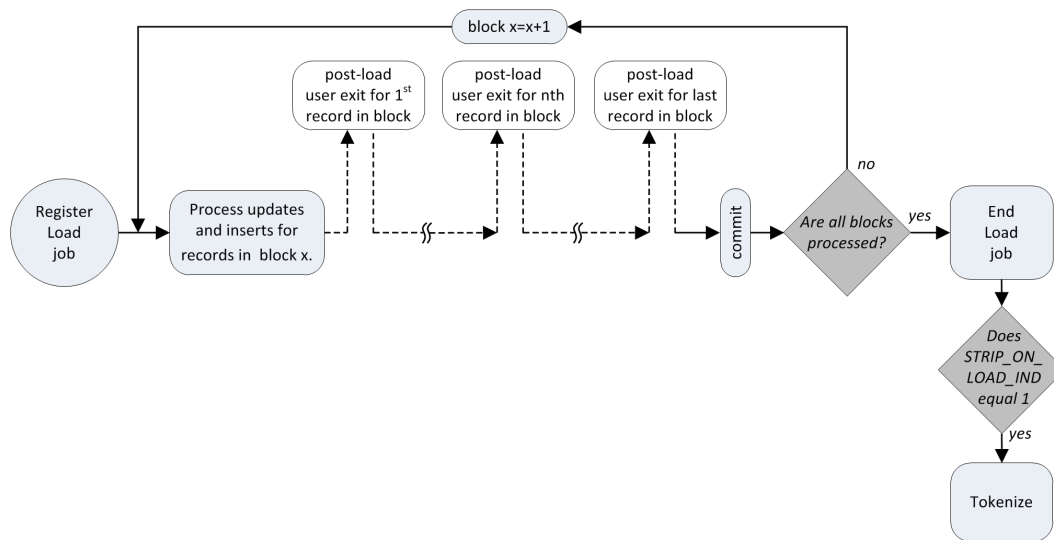 block x=x+1
post-load
user exit for 1st
record in block
post-load
user exit for nth
record in block
post-load
user exit for last
record in block
no
Register
Load
job
Process updates
and inserts for
records in block x.
commit
Are all blocks
processed?
yes
End
Load
job
Does
STRIP_ON_
LOAD_IND
equal 1
yes
Tokenize